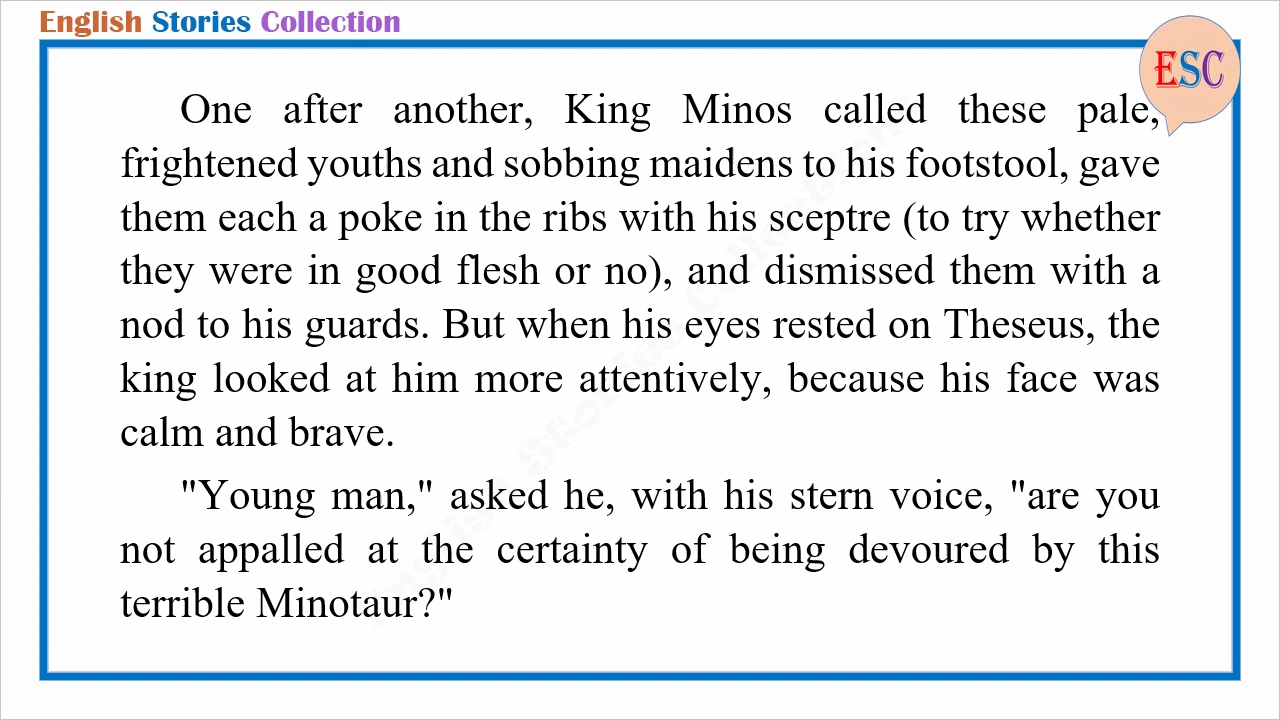 English Stories Collection
ESC
One after another, King Minos called these pale,
frightened youths and sobbing maidens to his footstool, gave
them each a poke in the ribs with his sceptre (to try whether
they were in good flesh or no), and dismissed them with a
nod to his guards. But when his eyes rested on Theseus, the
king looked at him more attentively, because his face was
calm and brave.
"Young man," asked he, with his stern voice, "are you
not appalled at the certainty of being devoured by this
terrible Minotaur?"
English Stories Collection